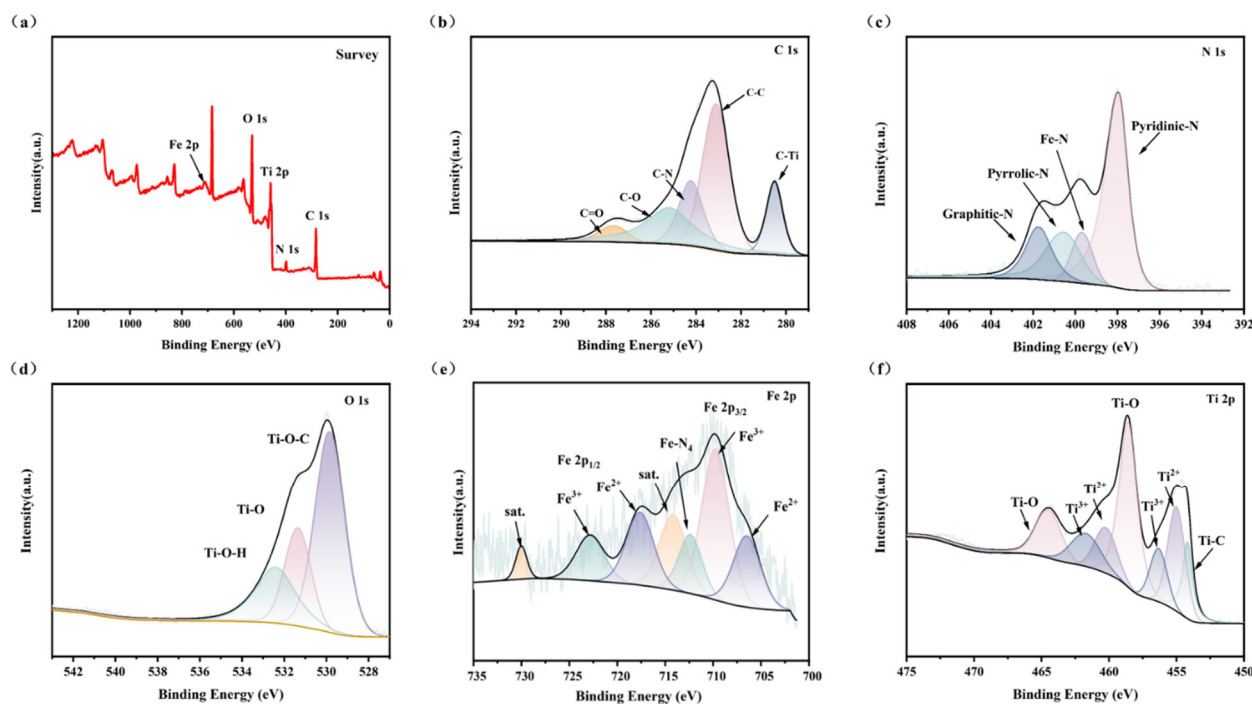 (a)
Survey
Fe 2p
O 1s
Ti 2p
C 1s
N 1s
Intensity(a.u.)
1200 1000 800 600 400 200 0
Binding Energy (eV)
(b)
C 1s
C-C
C-Ti
C-N
C-O
C=O
Intensity(a.u.)
294 292 290 288 286 284 282 280
Binding Energy (eV)
(c)
N 1s
Pyridinic-N
Fe-N
Pyrrolic-N
Graphitic-N
Intensity(a.u.)
408 406 404 402 400 398 396 394 392
Binding Energy (eV)
(d)
O 1s
Ti-O-C
Ti-O
Ti-O-H
Intensity(a.u.)
542 540 538 536 534 532 530 528
Binding Energy (eV)
(e)
Fe 2p
Fe 2p3/2
Fe³⁺
Fe-N4
Fe 2p1/2
sat.
Fe³⁺
Fe²⁺
Fe²⁺
sat.
Intensity(a.u.)
735 730 725 720 715 710 705 700
Binding Energy (eV)
(f)
Ti 2p
Ti-O
Ti²⁺
Ti²⁺
Ti-O
Ti³⁺
Ti³⁺
Ti-C
Intensity(a.u.)
475 470 465 460 455 450
Binding Energy (eV)